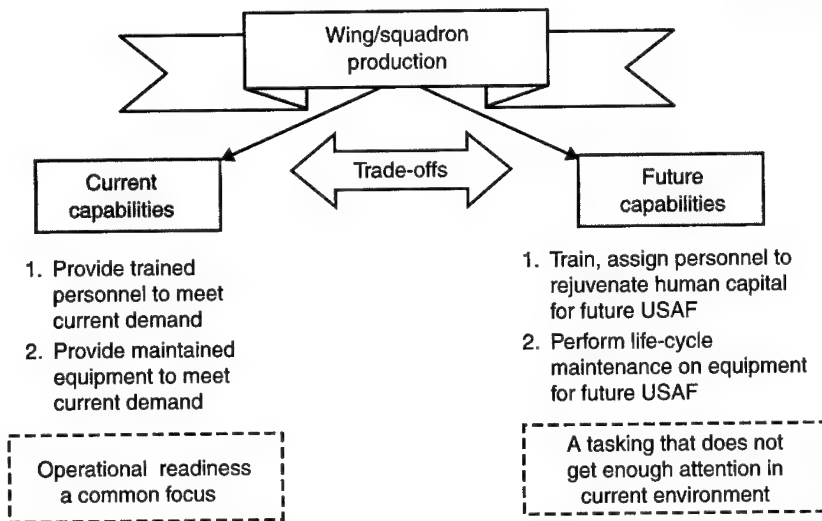 Wing/squadron
production
Trade-offs
Current
capabilities
1. Provide trained
personnel to meet
current demand
2. Provide maintained
equipment to meet
current demand
Operational readiness
a common focus
Future
capabilities
1. Train, assign personnel to
rejuvenate human capital
for future USAF
2. Perform life-cycle
maintenance on equipment
for future USAF
A tasking that does not
get enough attention in
current environment